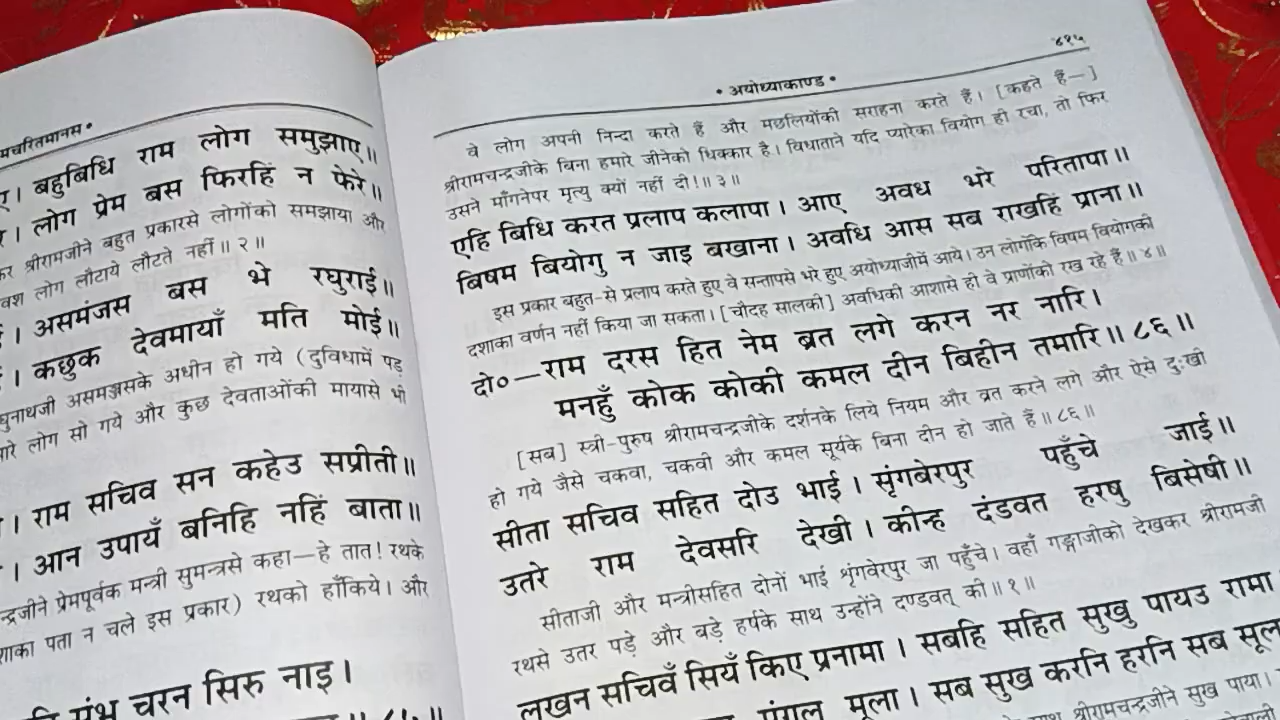 मचरितमानस •
ए। बहुबिधि राम लोग समुझाए॥
। लोग प्रेम बस फिरहिं न फेरे॥
श्रीरामजीने बहुत प्रकारसे लोगोंको समझाया और
वश लोग लौटाये लौटते नहीं॥ २॥
। असमंजस बस भे रघुराई॥
। कछुक देवमायाँ मति मोई॥
घुनाथजी असमञ्जसके अधीन हो गये (दुविधामें पड़
लोग सो गये और कुछ देवताओंकी मायासे भी
। राम सचिव सन कहेउ सप्रीती॥
। आन उपायँ बनिहि नहिं बाता॥
न्द्रजीने प्रेमपूर्वक मन्त्री सुमन्त्रसे कहा—हे तात! रथके
पता न चले इस प्रकार) रथको हाँकिये। और
चरन सिरु नाइ।
४१५
• अयोध्याकाण्ड •
वे लोग अपनी निन्दा करते हैं और मछलियोंकी सराहना करते हैं। [कहते हैं—]
श्रीरामचन्द्रजीके बिना हमारे जीनेको धिक्कार है। विधाताने यदि प्यारेका वियोग ही रचा, तो फिर
उसने माँगनेपर मृत्यु क्यों नहीं दी!॥ ३॥
एहि बिधि करत प्रलाप कलापा। आए अवध भरे परितापा॥
बिषम बियोगु न जाइ बखाना। अवधि आस सब राखहिं प्राना॥
इस प्रकार बहुत-से प्रलाप करते हुए वे सन्तापसे भरे हुए अयोध्याजीमें आये। उन लोगोंके विषम वियोगकी
दशाका वर्णन नहीं किया जा सकता। [चौदह सालकी] अवधिकी आशासे ही वे प्राणोंको रख रहे हैं॥ ४॥
दो०—राम दरस हित नेम ब्रत लगे करन नर नारि।
मनहुँ कोक कोकी कमल दीन बिहीन तमारि॥ ८६॥
[सब] स्त्री-पुरुष श्रीरामचन्द्रजीके दर्शनके लिये नियम और व्रत करने लगे और ऐसे दुःखी
हो गये जैसे चकवा, चकवी और कमल सूर्यके बिना दीन हो जाते हैं॥ ८६॥
सीता सचिव सहित दोउ भाई। सृंगबेरपुर पहुँचे जाई॥
उतरे राम देवसरि देखी। कीन्ह दंडवत हरषु बिसेषी॥
सीताजी और मन्त्रीसहित दोनों भाई शृंगवेरपुर जा पहुँचे। वहाँ गङ्गाजीको देखकर श्रीरामजी
रथसे उतर पड़े और बड़े हर्षके साथ उन्होंने दण्डवत् की॥ १॥
लखन सचिवँ सियँ किए प्रनामा। सबहि सहित सुखु पायउ रामा
मंगल मूला। सब सुख करनि हरनि सब सूला
श्रीरामचन्द्रजीने सुख पाया।